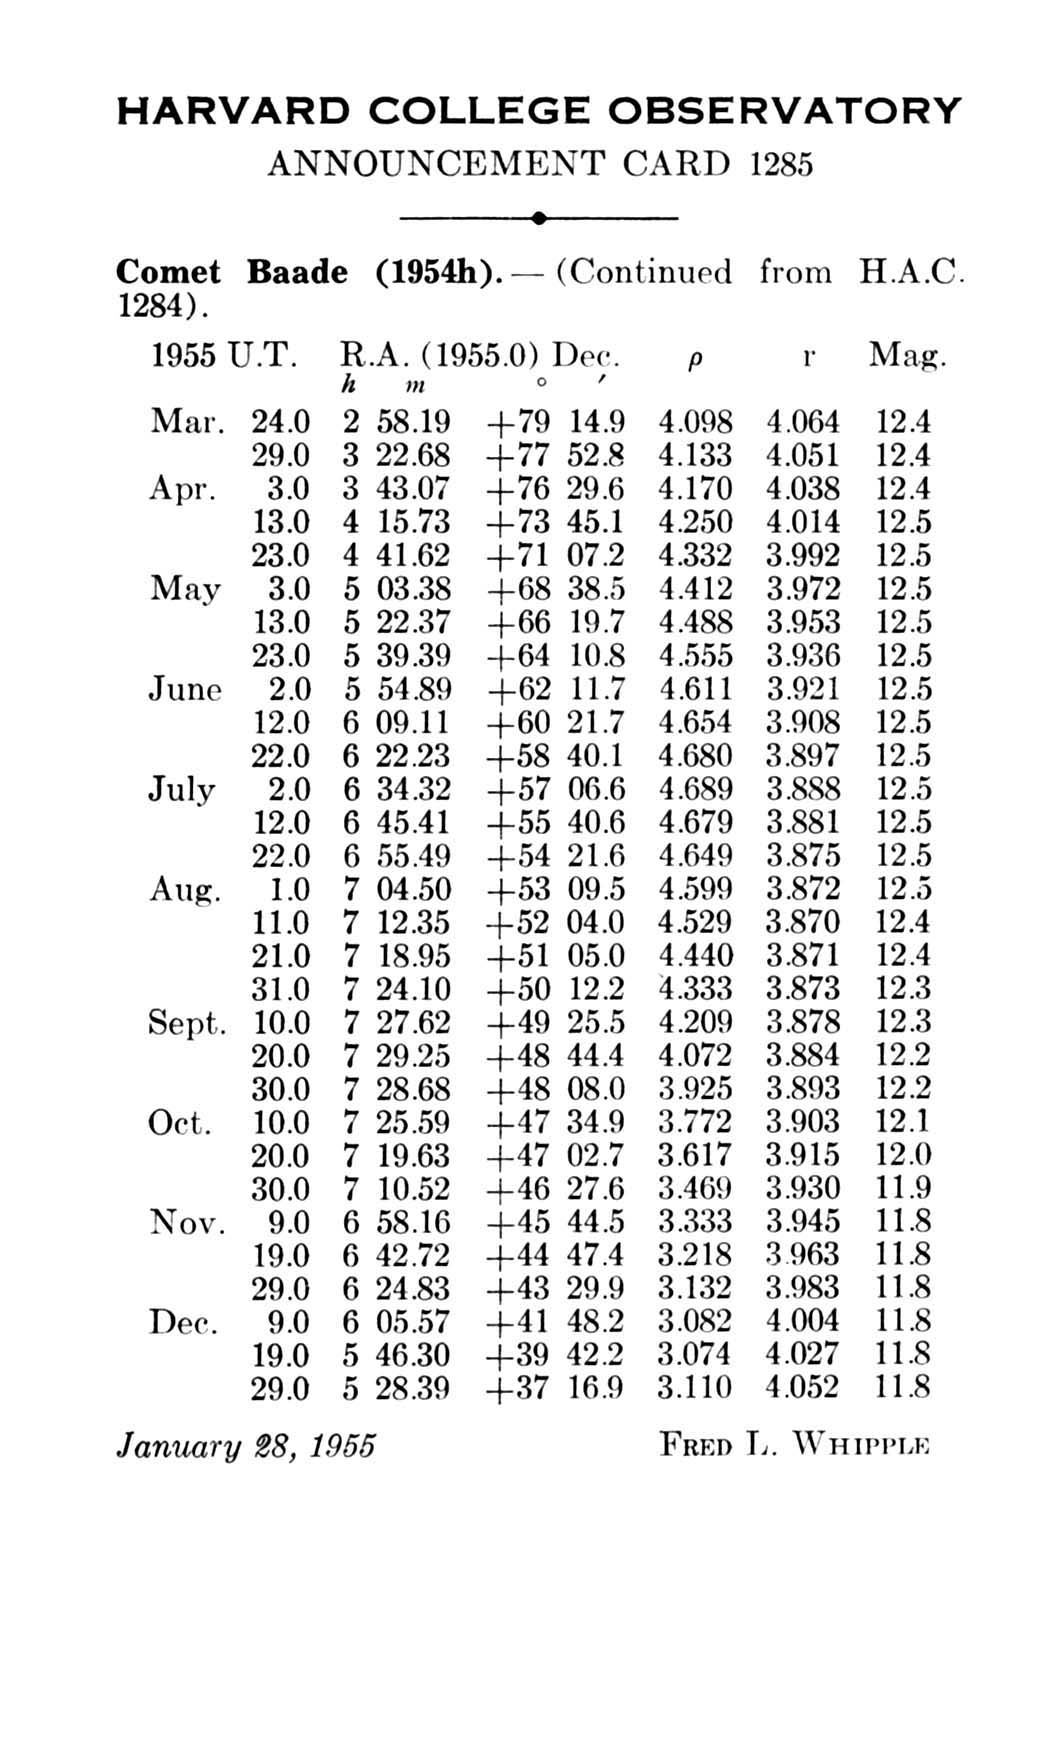 HARVARD COLLEGE OBSERVATORY
ANNOUNCEMENT CARD 1285
Comet Baade (1954h). — (Continued from H.A.C.
1284).
1955 U.T. R.A. (1955.0) Dec. ρ r Mag.
h m ° ′
Mar. 24.0 2 58.19 +79 14.9 4.098 4.064 12.4
29.0 3 22.68 +77 52.8 4.133 4.051 12.4
Apr. 3.0 3 43.07 +76 29.6 4.170 4.038 12.4
13.0 4 15.73 +73 45.1 4.250 4.014 12.5
23.0 4 41.62 +71 07.2 4.332 3.992 12.5
May 3.0 5 03.38 +68 38.5 4.412 3.972 12.5
13.0 5 22.37 +66 19.7 4.488 3.953 12.5
23.0 5 39.39 +64 10.8 4.555 3.936 12.5
June 2.0 5 54.89 +62 11.7 4.611 3.921 12.5
12.0 6 09.11 +60 21.7 4.654 3.908 12.5
22.0 6 22.23 +58 40.1 4.680 3.897 12.5
July 2.0 6 34.32 +57 06.6 4.689 3.888 12.5
12.0 6 45.41 +55 40.6 4.679 3.881 12.5
22.0 6 55.49 +54 21.6 4.649 3.875 12.5
Aug. 1.0 7 04.50 +53 09.5 4.599 3.872 12.5
11.0 7 12.35 +52 04.0 4.529 3.870 12.4
21.0 7 18.95 +51 05.0 4.440 3.871 12.4
31.0 7 24.10 +50 12.2 4.333 3.873 12.3
Sept. 10.0 7 27.62 +49 25.5 4.209 3.878 12.3
20.0 7 29.25 +48 44.4 4.072 3.884 12.2
30.0 7 28.68 +48 08.0 3.925 3.893 12.2
Oct. 10.0 7 25.59 +47 34.9 3.772 3.903 12.1
20.0 7 19.63 +47 02.7 3.617 3.915 12.0
30.0 7 10.52 +46 27.6 3.469 3.930 11.9
Nov. 9.0 6 58.16 +45 44.5 3.333 3.945 11.8
19.0 6 42.72 +44 47.4 3.218 3.963 11.8
29.0 6 24.83 +43 29.9 3.132 3.983 11.8
Dec. 9.0 6 05.57 +41 48.2 3.082 4.004 11.8
19.0 5 46.30 +39 42.2 3.074 4.027 11.8
29.0 5 28.39 +37 16.9 3.110 4.052 11.8
January 28, 1955 FRED L. WHIPPLE